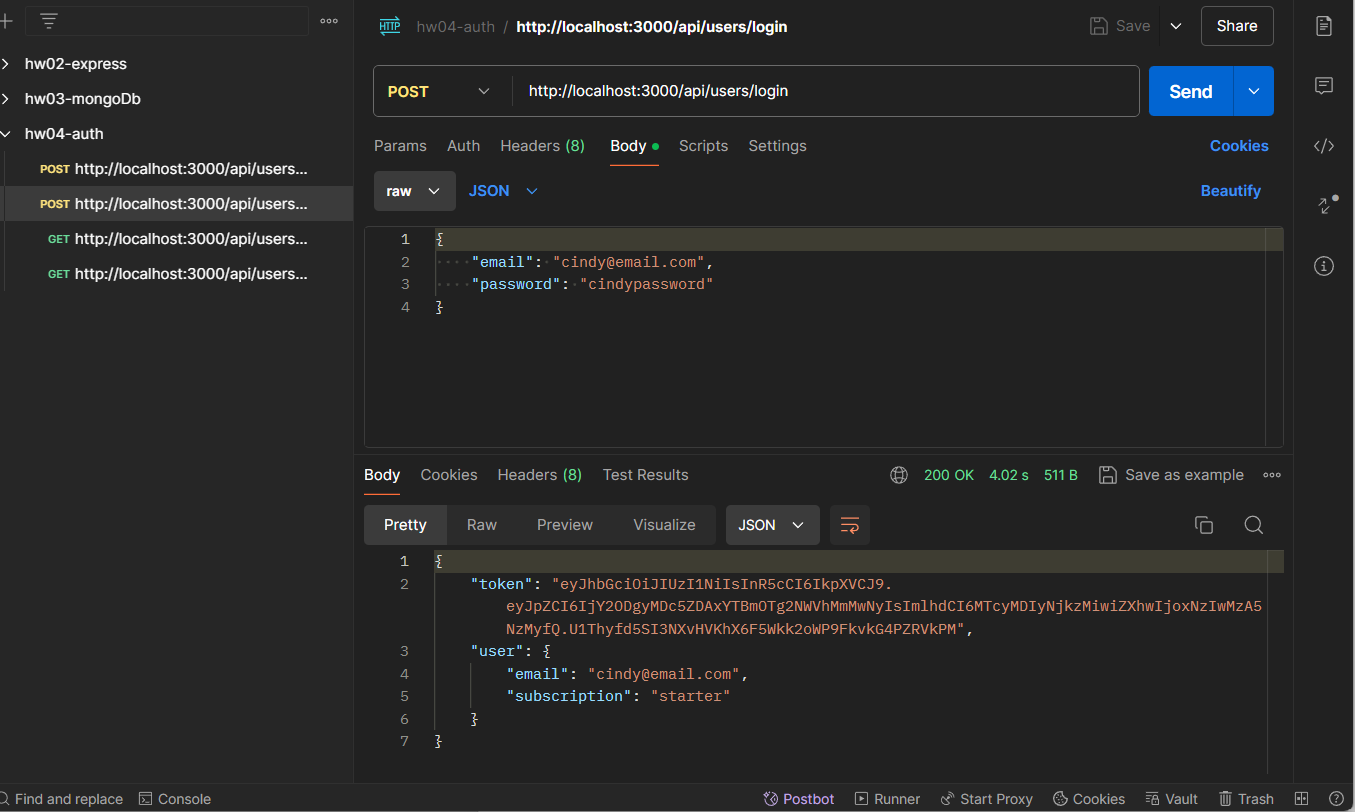 hw04-auth / http://localhost:3000/api/users/login
Save
Share
hw02-express
hw03-mongoDb
hw04-auth
POST http://localhost:3000/api/users...
POST http://localhost:3000/api/users...
GET http://localhost:3000/api/users...
GET http://localhost:3000/api/users...
POST
http://localhost:3000/api/users/login
Send
Params Auth Headers (8) Body Scripts Settings
Cookies
raw JSON
Beautify
1 {
2 "email": "cindy@email.com",
3 "password": "cindypassword"
4 }
Body Cookies Headers (8) Test Results
200 OK 4.02 s 511 B Save as example
Pretty Raw Preview Visualize JSON
1 {
2 "token": "eyJhbGciOiJIUzI1NiIsInR5cCI6IkpXVCJ9.
eyJpZCI6IjY2ODgyMDc5ZDAxYTBmOTg2NWVhMmMwNyIsImlhdCI6MTcyMDIyNjkzMiwiZXhwIjoxNzIwMzA5
NzMyfQ.U1Thyfd5SI3NXvHVKhX6F5Wkk2oWP9FkvkG4PZRVkPM",
3 "user": {
4 "email": "cindy@email.com",
5 "subscription": "starter"
6 }
7 }
Find and replace Console
Postbot Runner Start Proxy Cookies Vault Trash